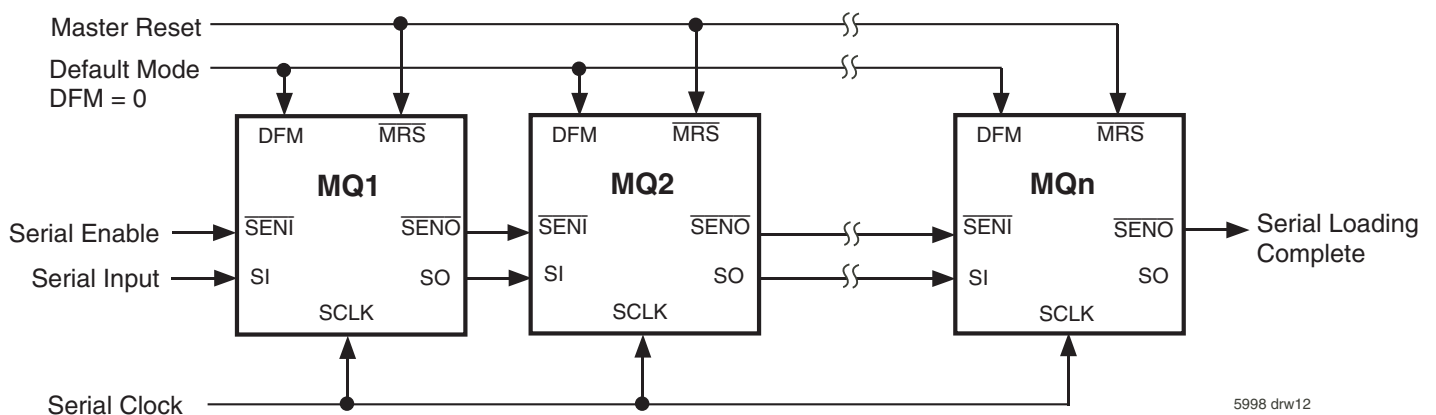 Master Reset
Default Mode
DFM = 0
DFM MRS DFM MRS DFM MRS
MQ1 MQ2 MQn
Serial Enable SENI SENO SENI SENO SENI SENO Serial Loading
Complete
Serial Input SI SO SI SO SI SO
SCLK SCLK SCLK
Serial Clock
5998 drw12